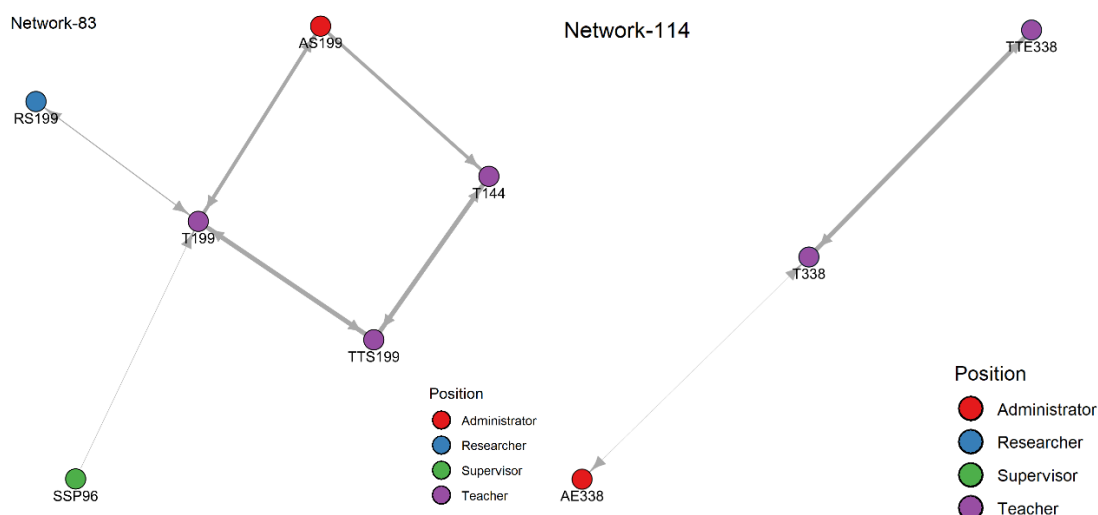 Network-83
AS199
RS199
T144
T199
TTS199
SSP96
Position
Administrator
Researcher
Supervisor
Teacher
Network-114
TTE338
T338
AE338
Position
Administrator
Researcher
Supervisor
Teacher